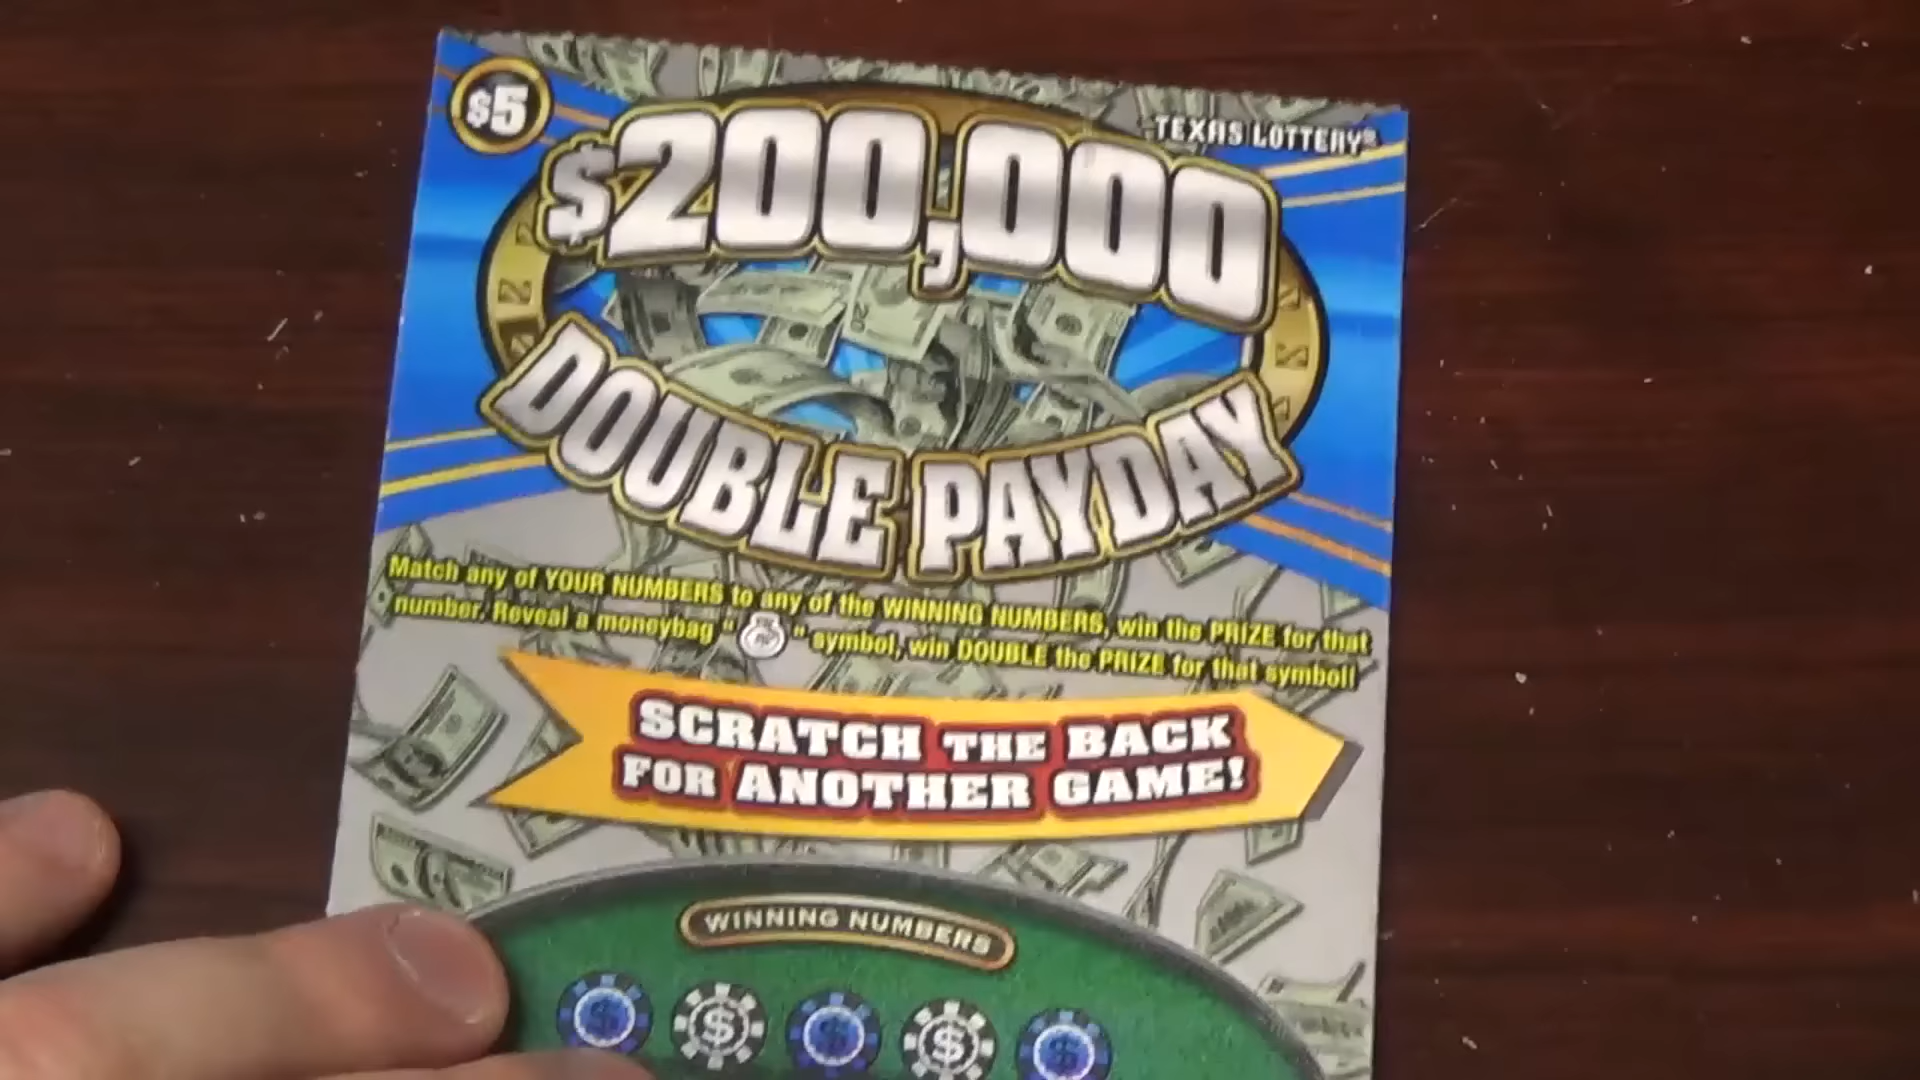 $5
TEXAS LOTTERY®
$200,000
DOUBLE PAYDAY
Match any of YOUR NUMBERS to any of the WINNING NUMBERS, win the PRIZE for that
number. Reveal a moneybag " " symbol, win DOUBLE the PRIZE for that symbol!
SCRATCH THE BACK
FOR ANOTHER GAME!
WINNING NUMBERS
$ $ $ $ $